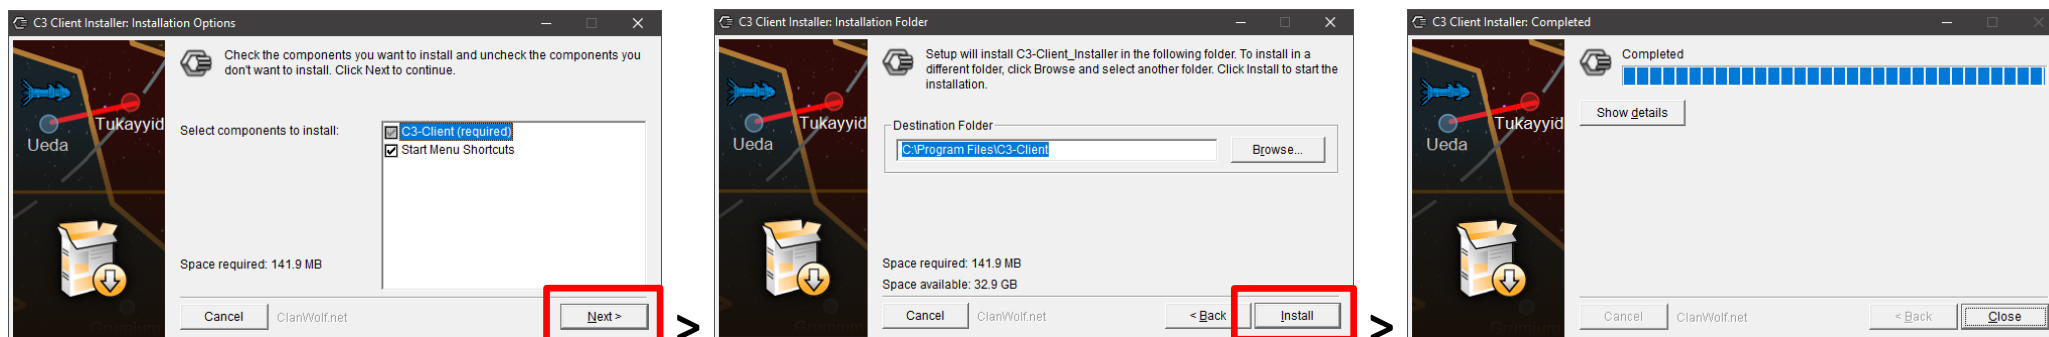 C3 Client Installer: Installation Options
Check the components you want to install and uncheck the components you
don't want to install. Click Next to continue.
Tukayyid
Ueda
Select components to install:
C3-Client (required)
Start Menu Shortcuts
Space required: 141.9 MB
Cancel
ClanWolf.net
Next >
Grumium
>
C3 Client Installer: Installation Folder
Setup will install C3-Client_Installer in the following folder. To install in a
different folder, click Browse and select another folder. Click Install to start the
installation.
Tukayyid
Ueda
Destination Folder
C:\Program Files\C3-Client
Browse...
Space required: 141.9 MB
Space available: 32.9 GB
Cancel
ClanWolf.net
< Back
Install
Grumium
>
C3 Client Installer: Completed
Completed
Show details
Tukayyid
Ueda
Cancel
ClanWolf.net
< Back
Close
Grumium